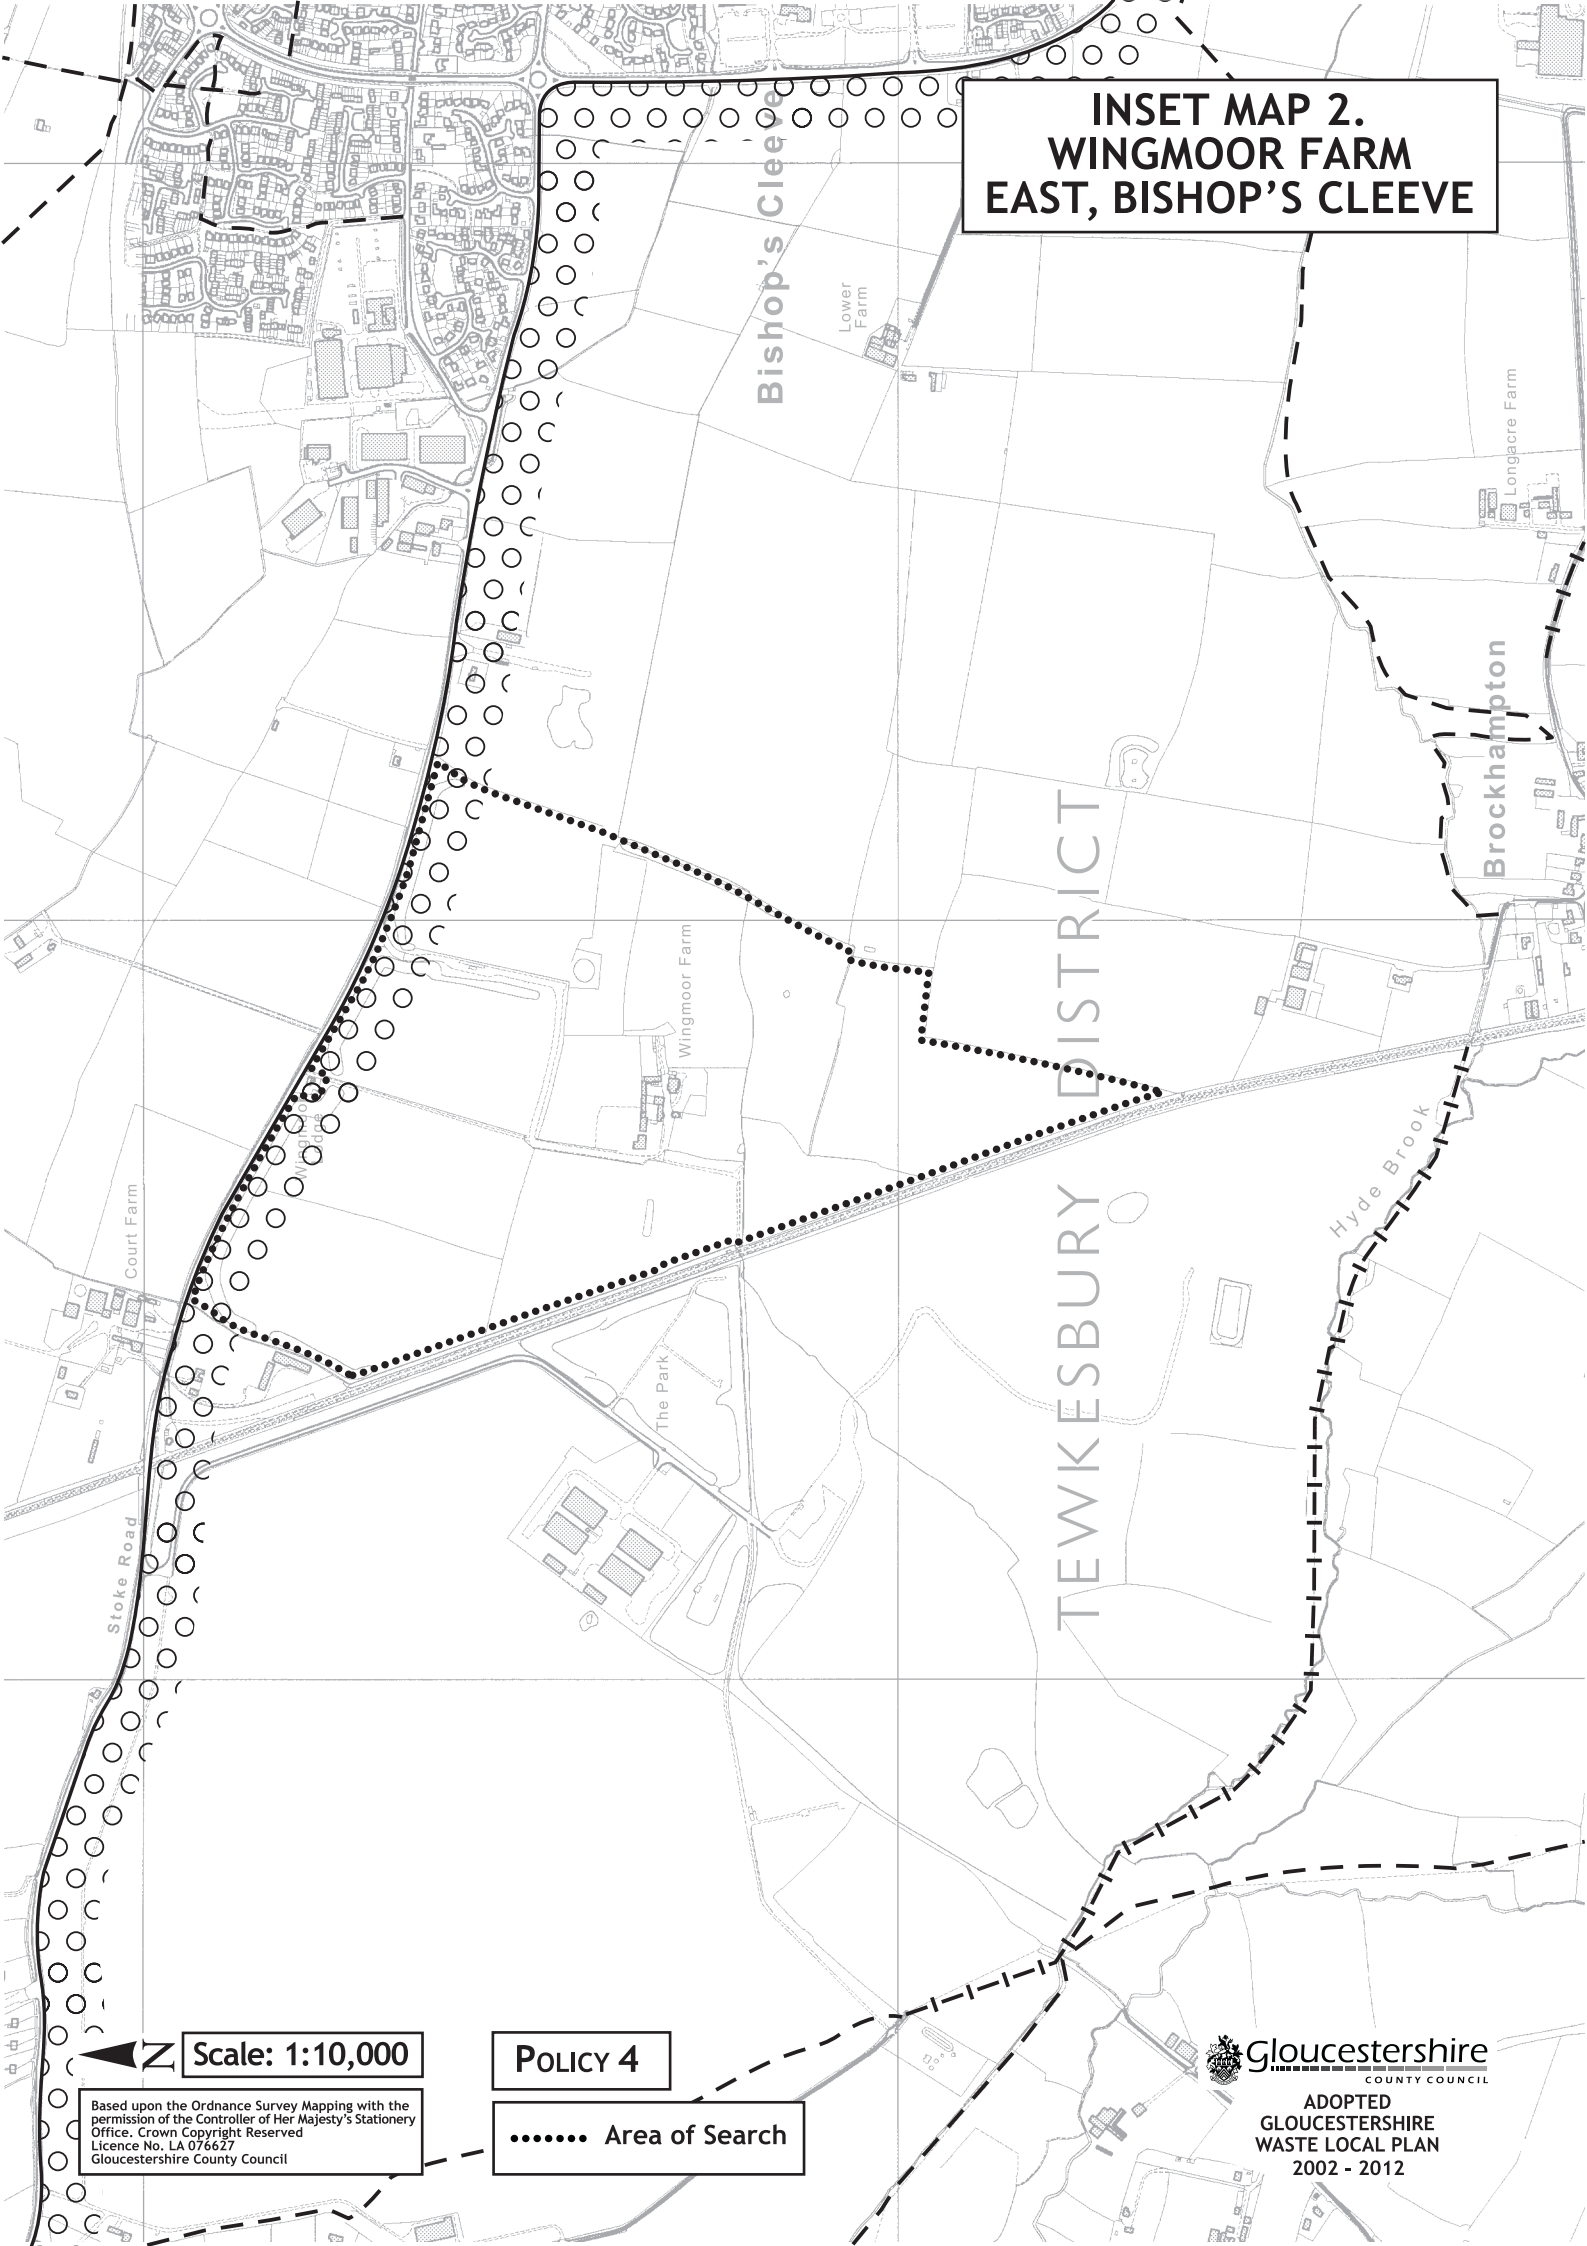 INSET MAP 2.
WINGMOOR FARM
EAST, BISHOP'S CLEEVE
Bishop's Cleeve
Lower
Farm
Longacre Farm
Brockhampton
TEWKESBURY DISTRICT
Wingmoor Farm
Court Farm
Hyde Brook
The Park
Stoke Road
N
Scale: 1:10,000
Based upon the Ordnance Survey Mapping with the
permission of the Controller of Her Majesty's Stationery
Office. Crown Copyright Reserved
Licence No. LA 076627
Gloucestershire County Council
POLICY 4
Area of Search
Gloucestershire
COUNTY COUNCIL
ADOPTED
GLOUCESTERSHIRE
WASTE LOCAL PLAN
2002 - 2012